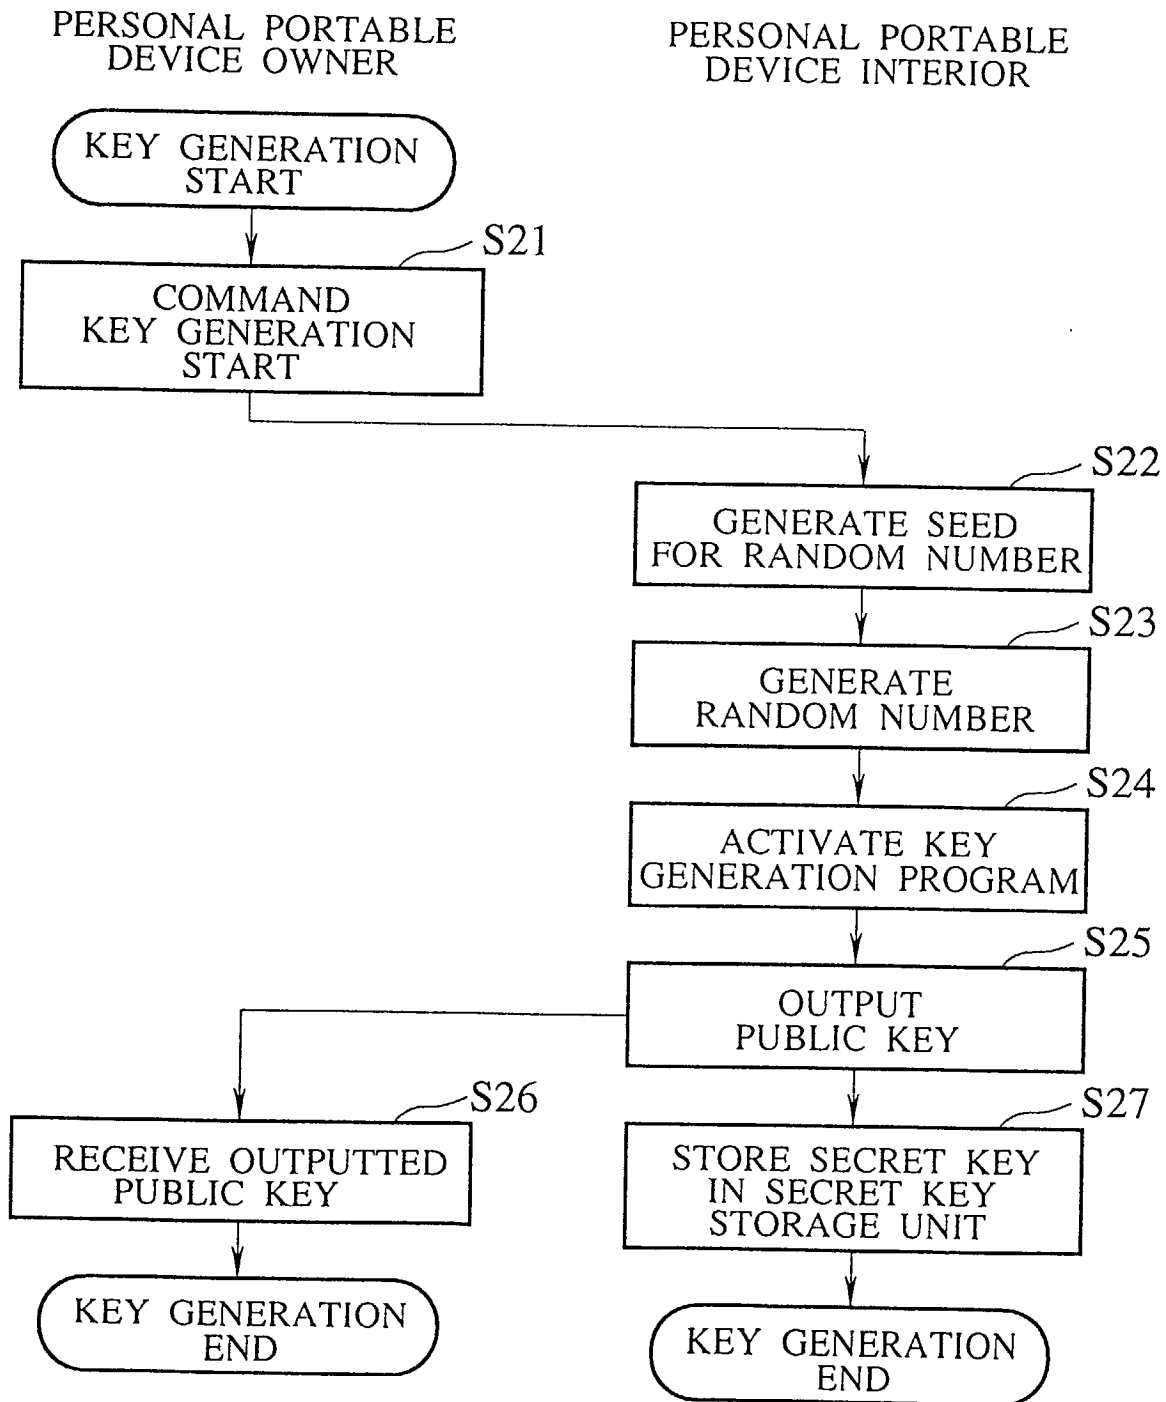 PERSONAL PORTABLE
DEVICE OWNER
PERSONAL PORTABLE
DEVICE INTERIOR
KEY GENERATION
START
S21
COMMAND
KEY GENERATION
START
S22
GENERATE SEED
FOR RANDOM NUMBER
S23
GENERATE
RANDOM NUMBER
S24
ACTIVATE KEY
GENERATION PROGRAM
S25
OUTPUT
PUBLIC KEY
S26
RECEIVE OUTPUTTED
PUBLIC KEY
S27
STORE SECRET KEY
IN SECRET KEY
STORAGE UNIT
KEY GENERATION
END
KEY GENERATION
END